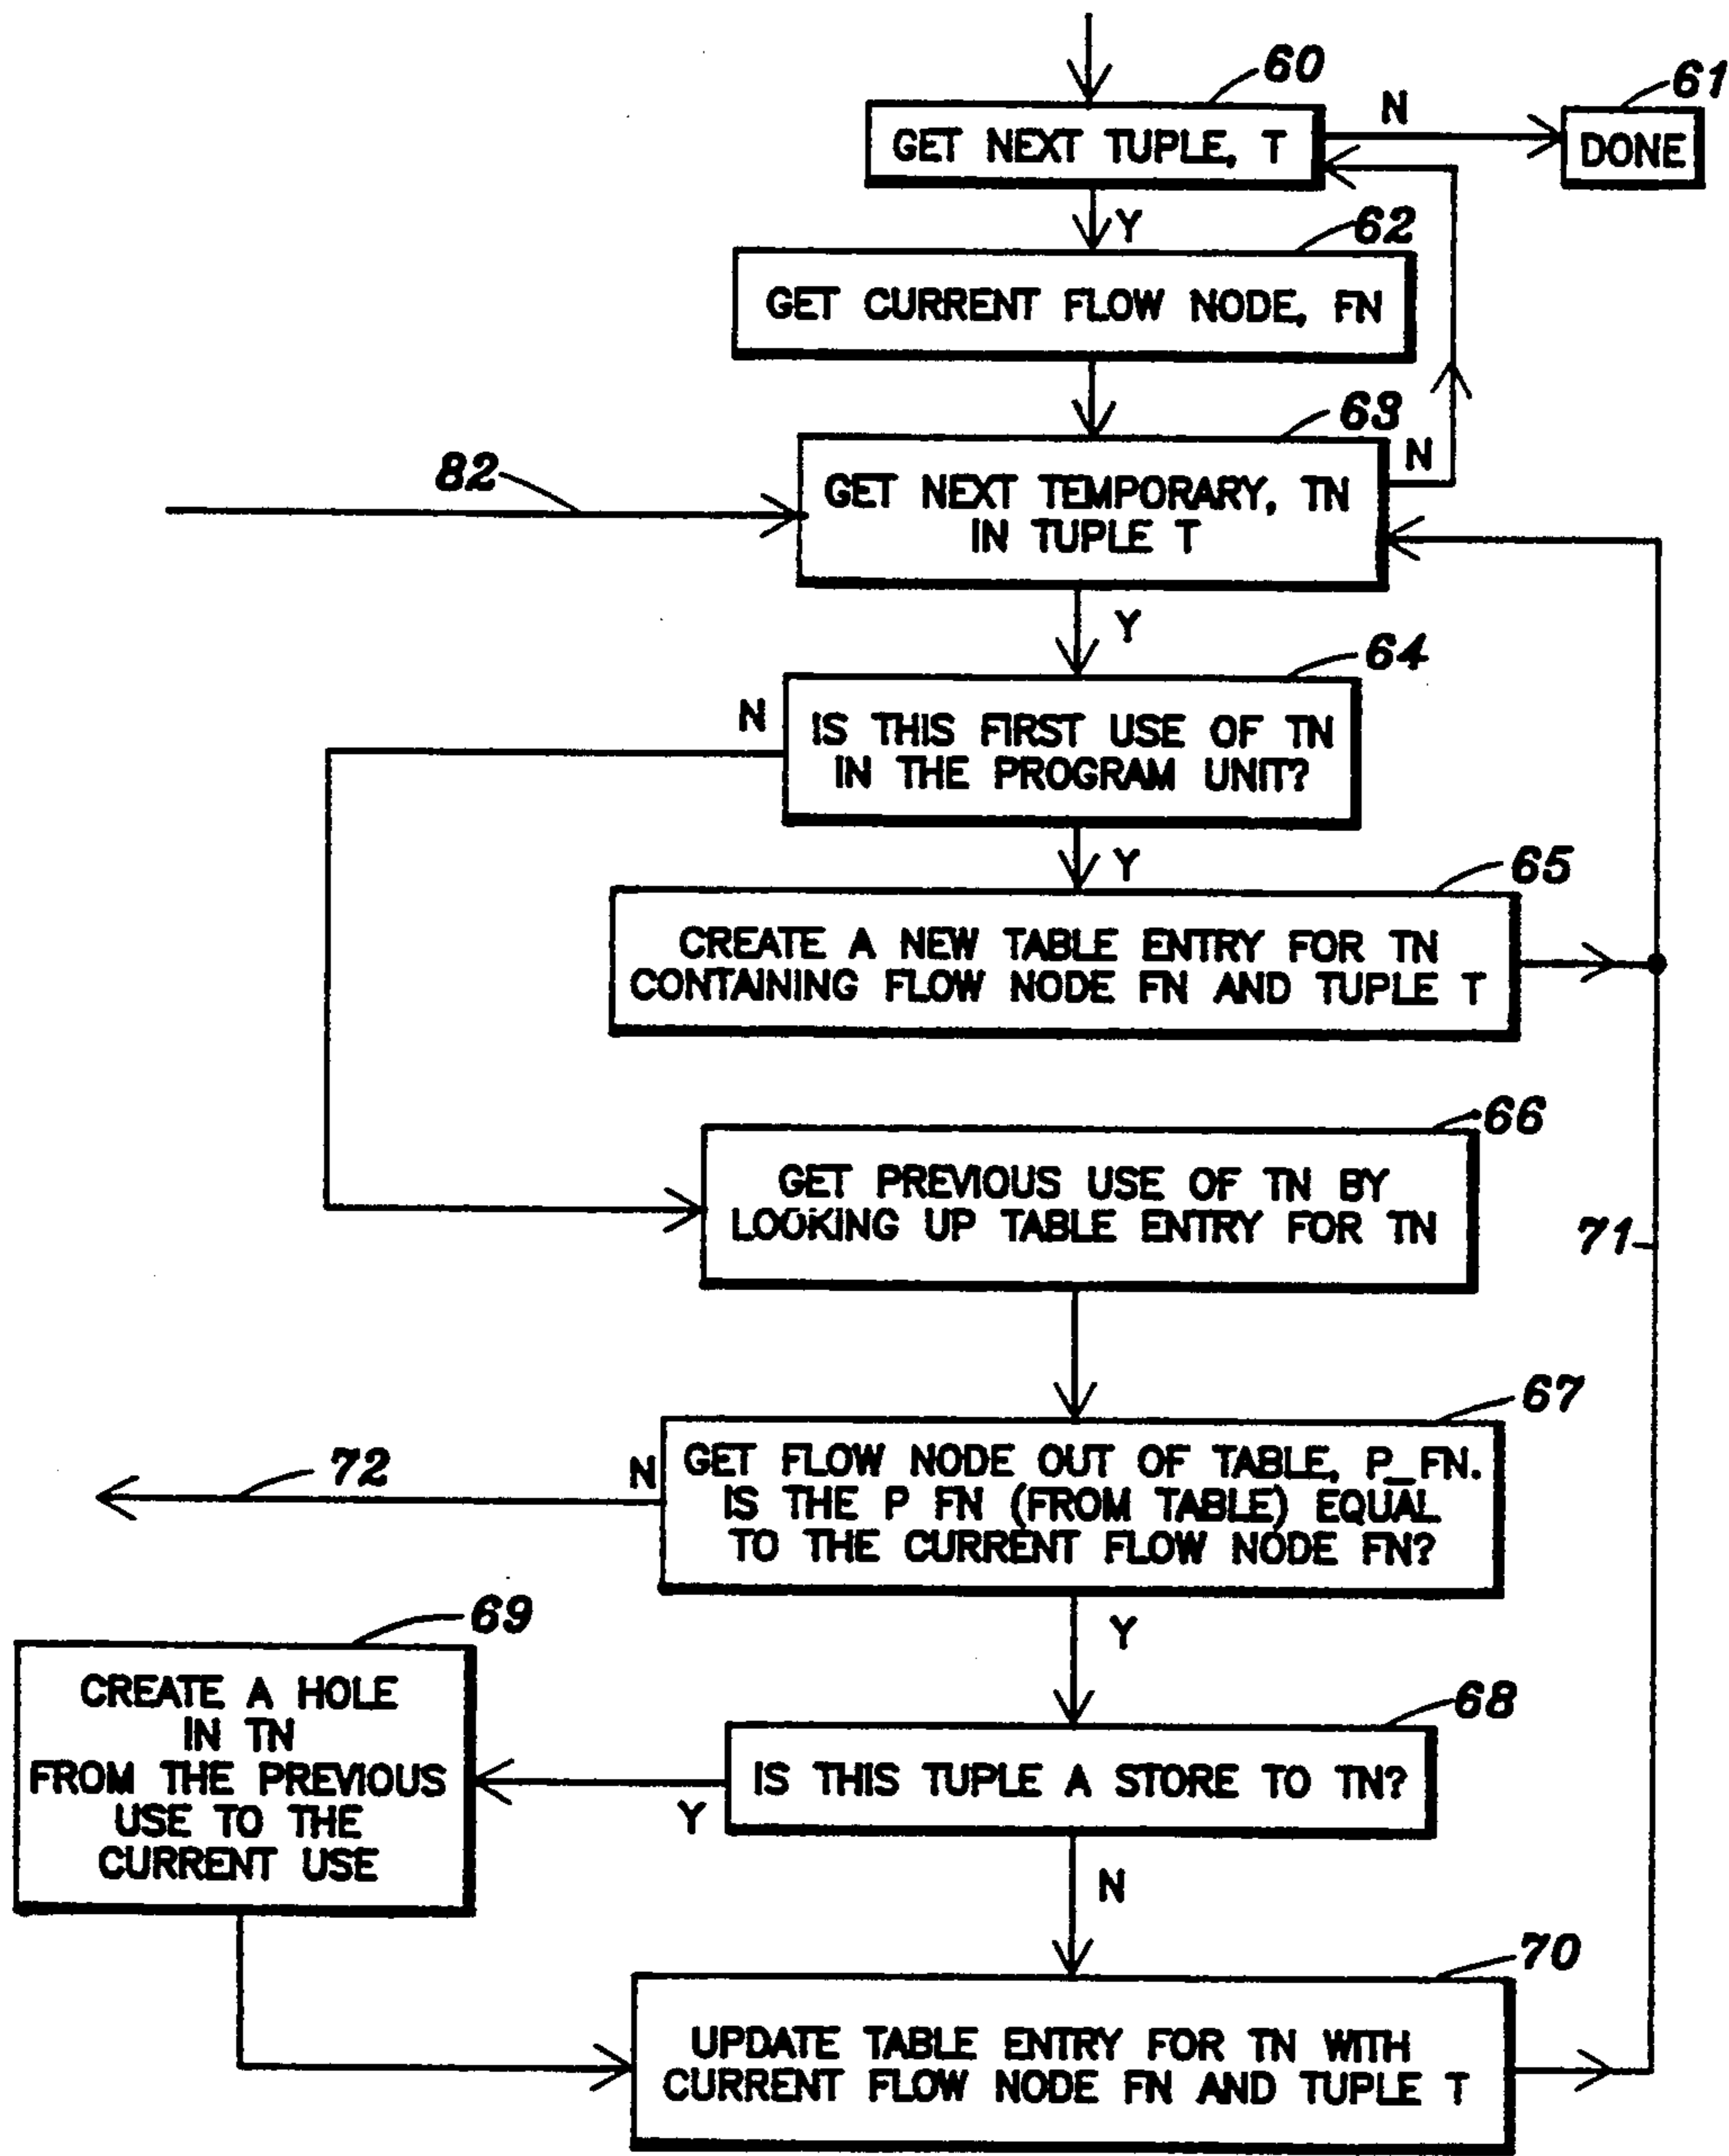 60
61
N
GET NEXT TUPLE, T
DONE
Y
62
GET CURRENT FLOW NODE, FN
63
N
82
GET NEXT TEMPORARY, TN
IN TUPLE T
Y
64
N
IS THIS FIRST USE OF TN
IN THE PROGRAM UNIT?
Y
65
CREATE A NEW TABLE ENTRY FOR TN
CONTAINING FLOW NODE FN AND TUPLE T
66
GET PREVIOUS USE OF TN BY
LOOKING UP TABLE ENTRY FOR TN
71
67
72
N
GET FLOW NODE OUT OF TABLE, P_FN.
IS THE P FN (FROM TABLE) EQUAL
TO THE CURRENT FLOW NODE FN?
Y
69
CREATE A HOLE
IN TN
FROM THE PREVIOUS
USE TO THE
CURRENT USE
68
IS THIS TUPLE A STORE TO TN?
Y
N
70
UPDATE TABLE ENTRY FOR TN WITH
CURRENT FLOW NODE FN AND TUPLE T